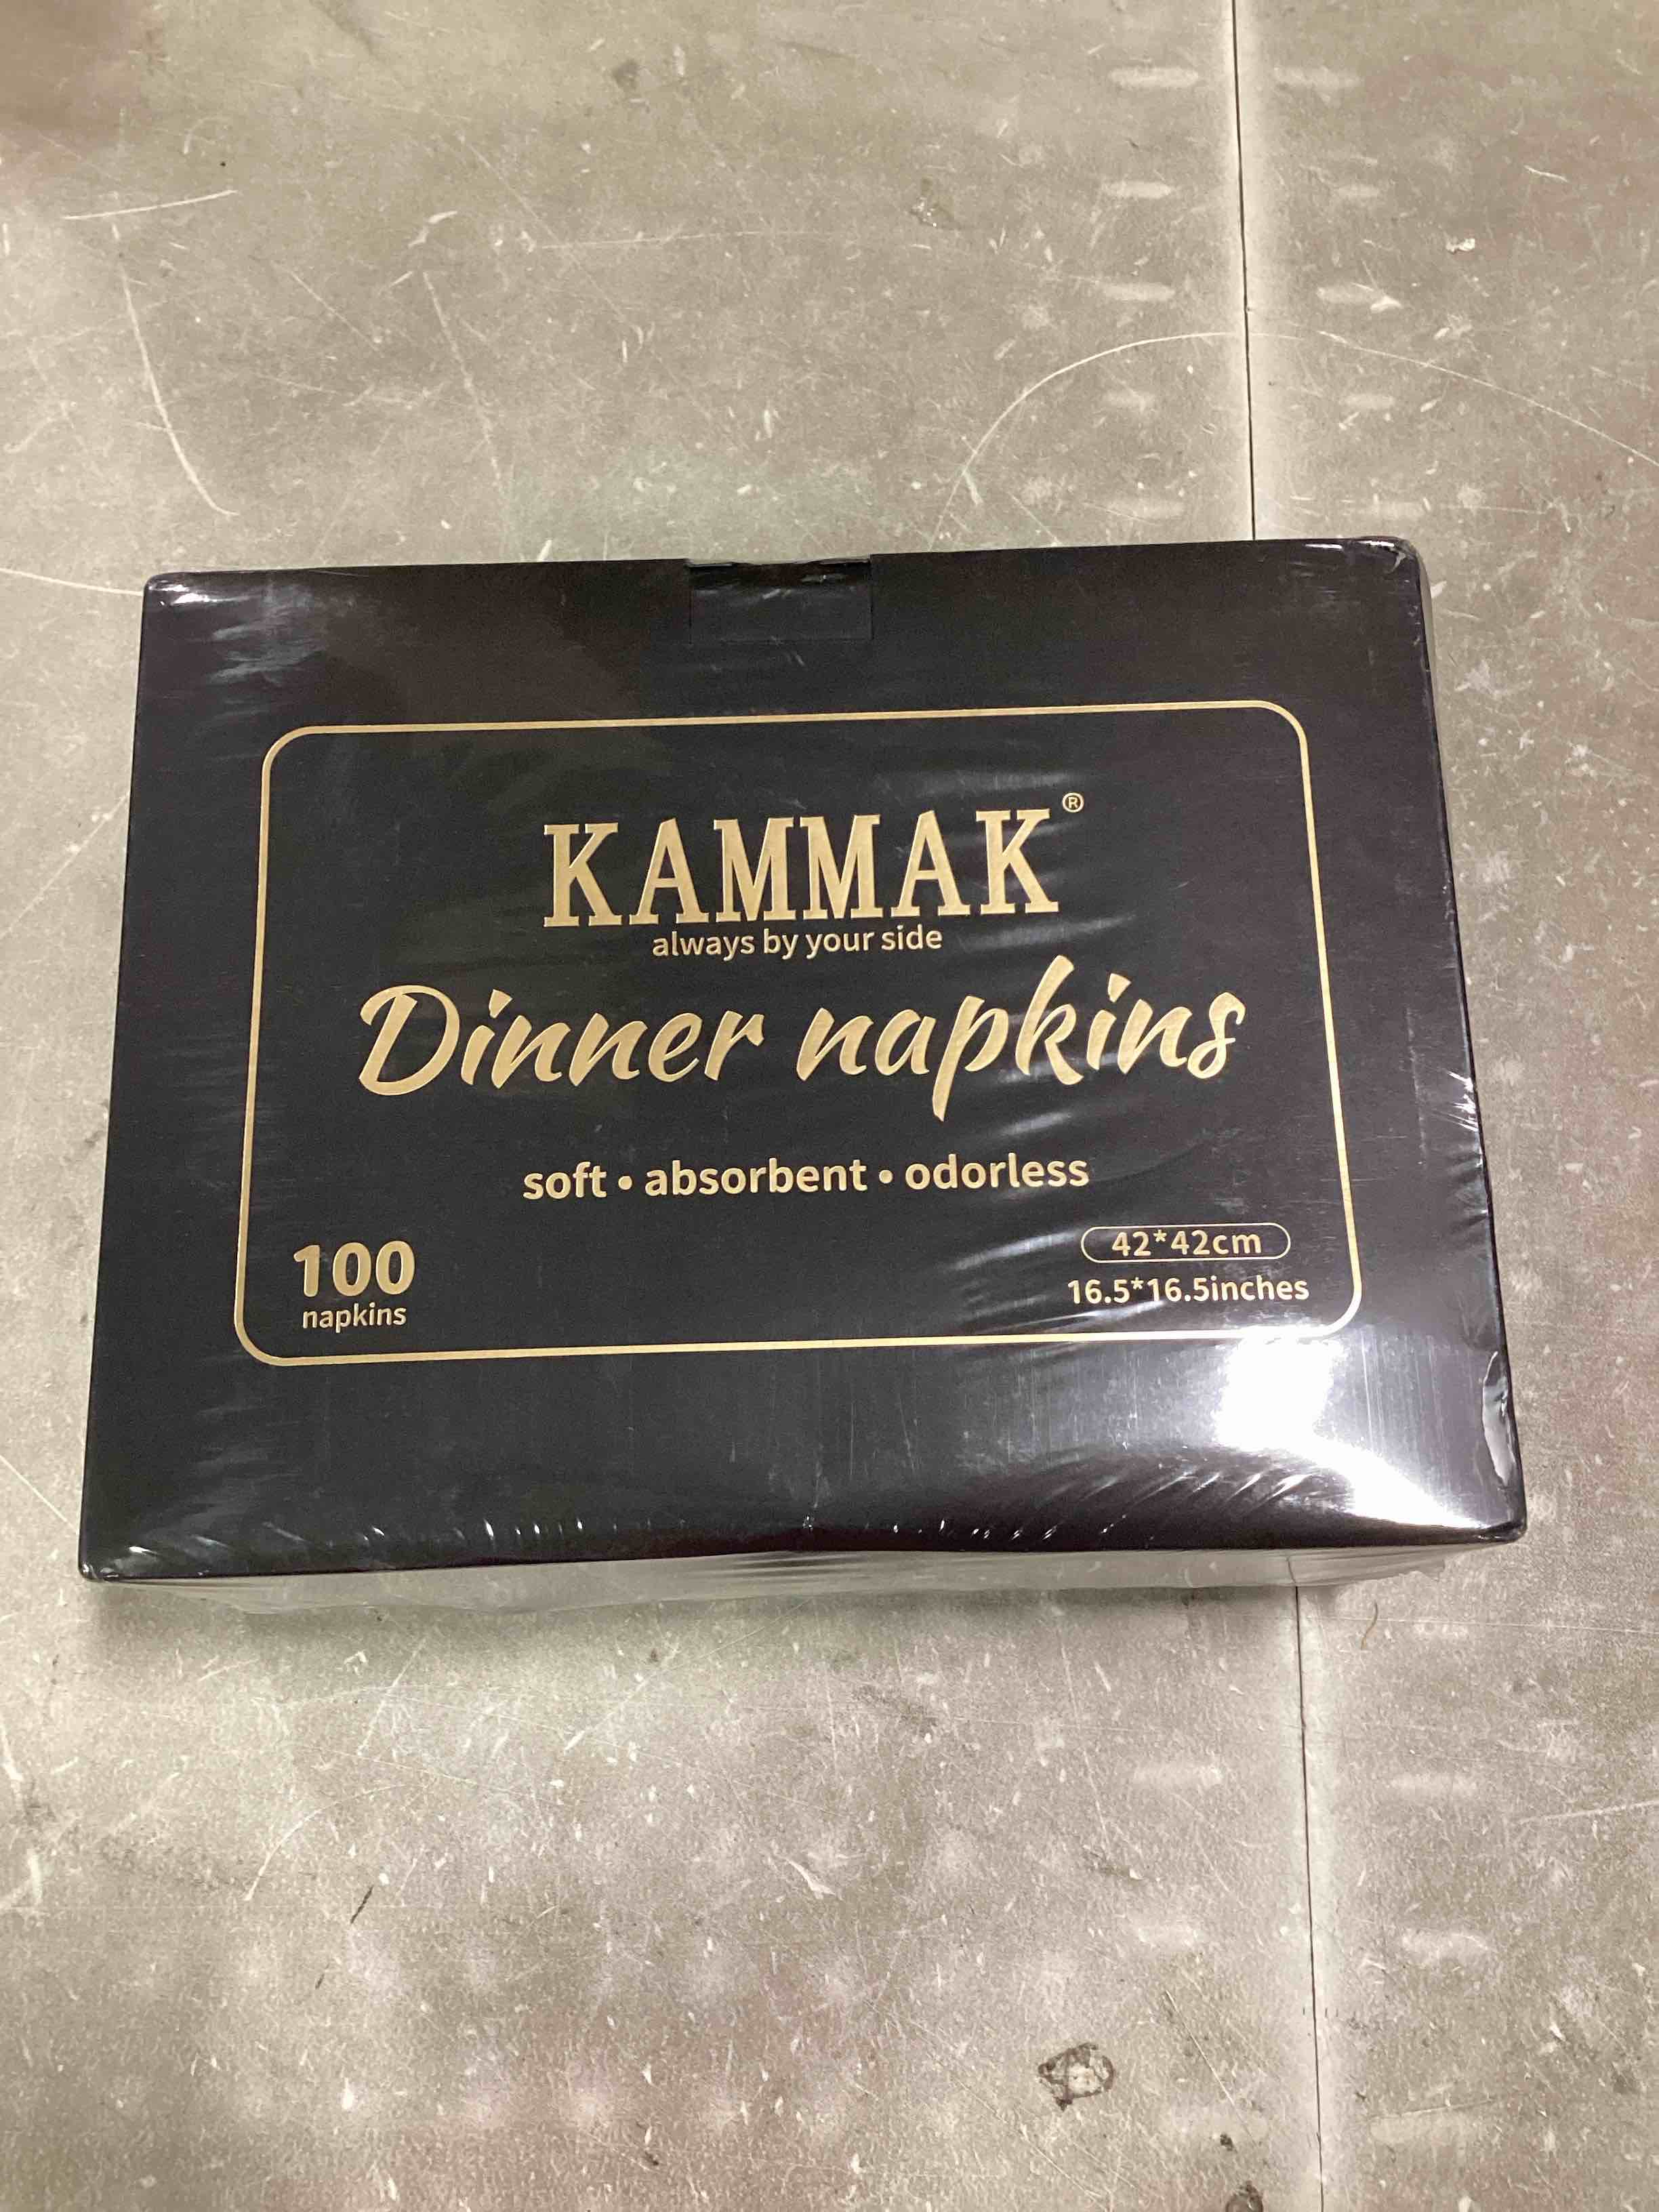 KAMMAK®
always by your side
Dinner napkins
soft • absorbent • odorless
100
napkins
42*42cm
16.5*16.5inches